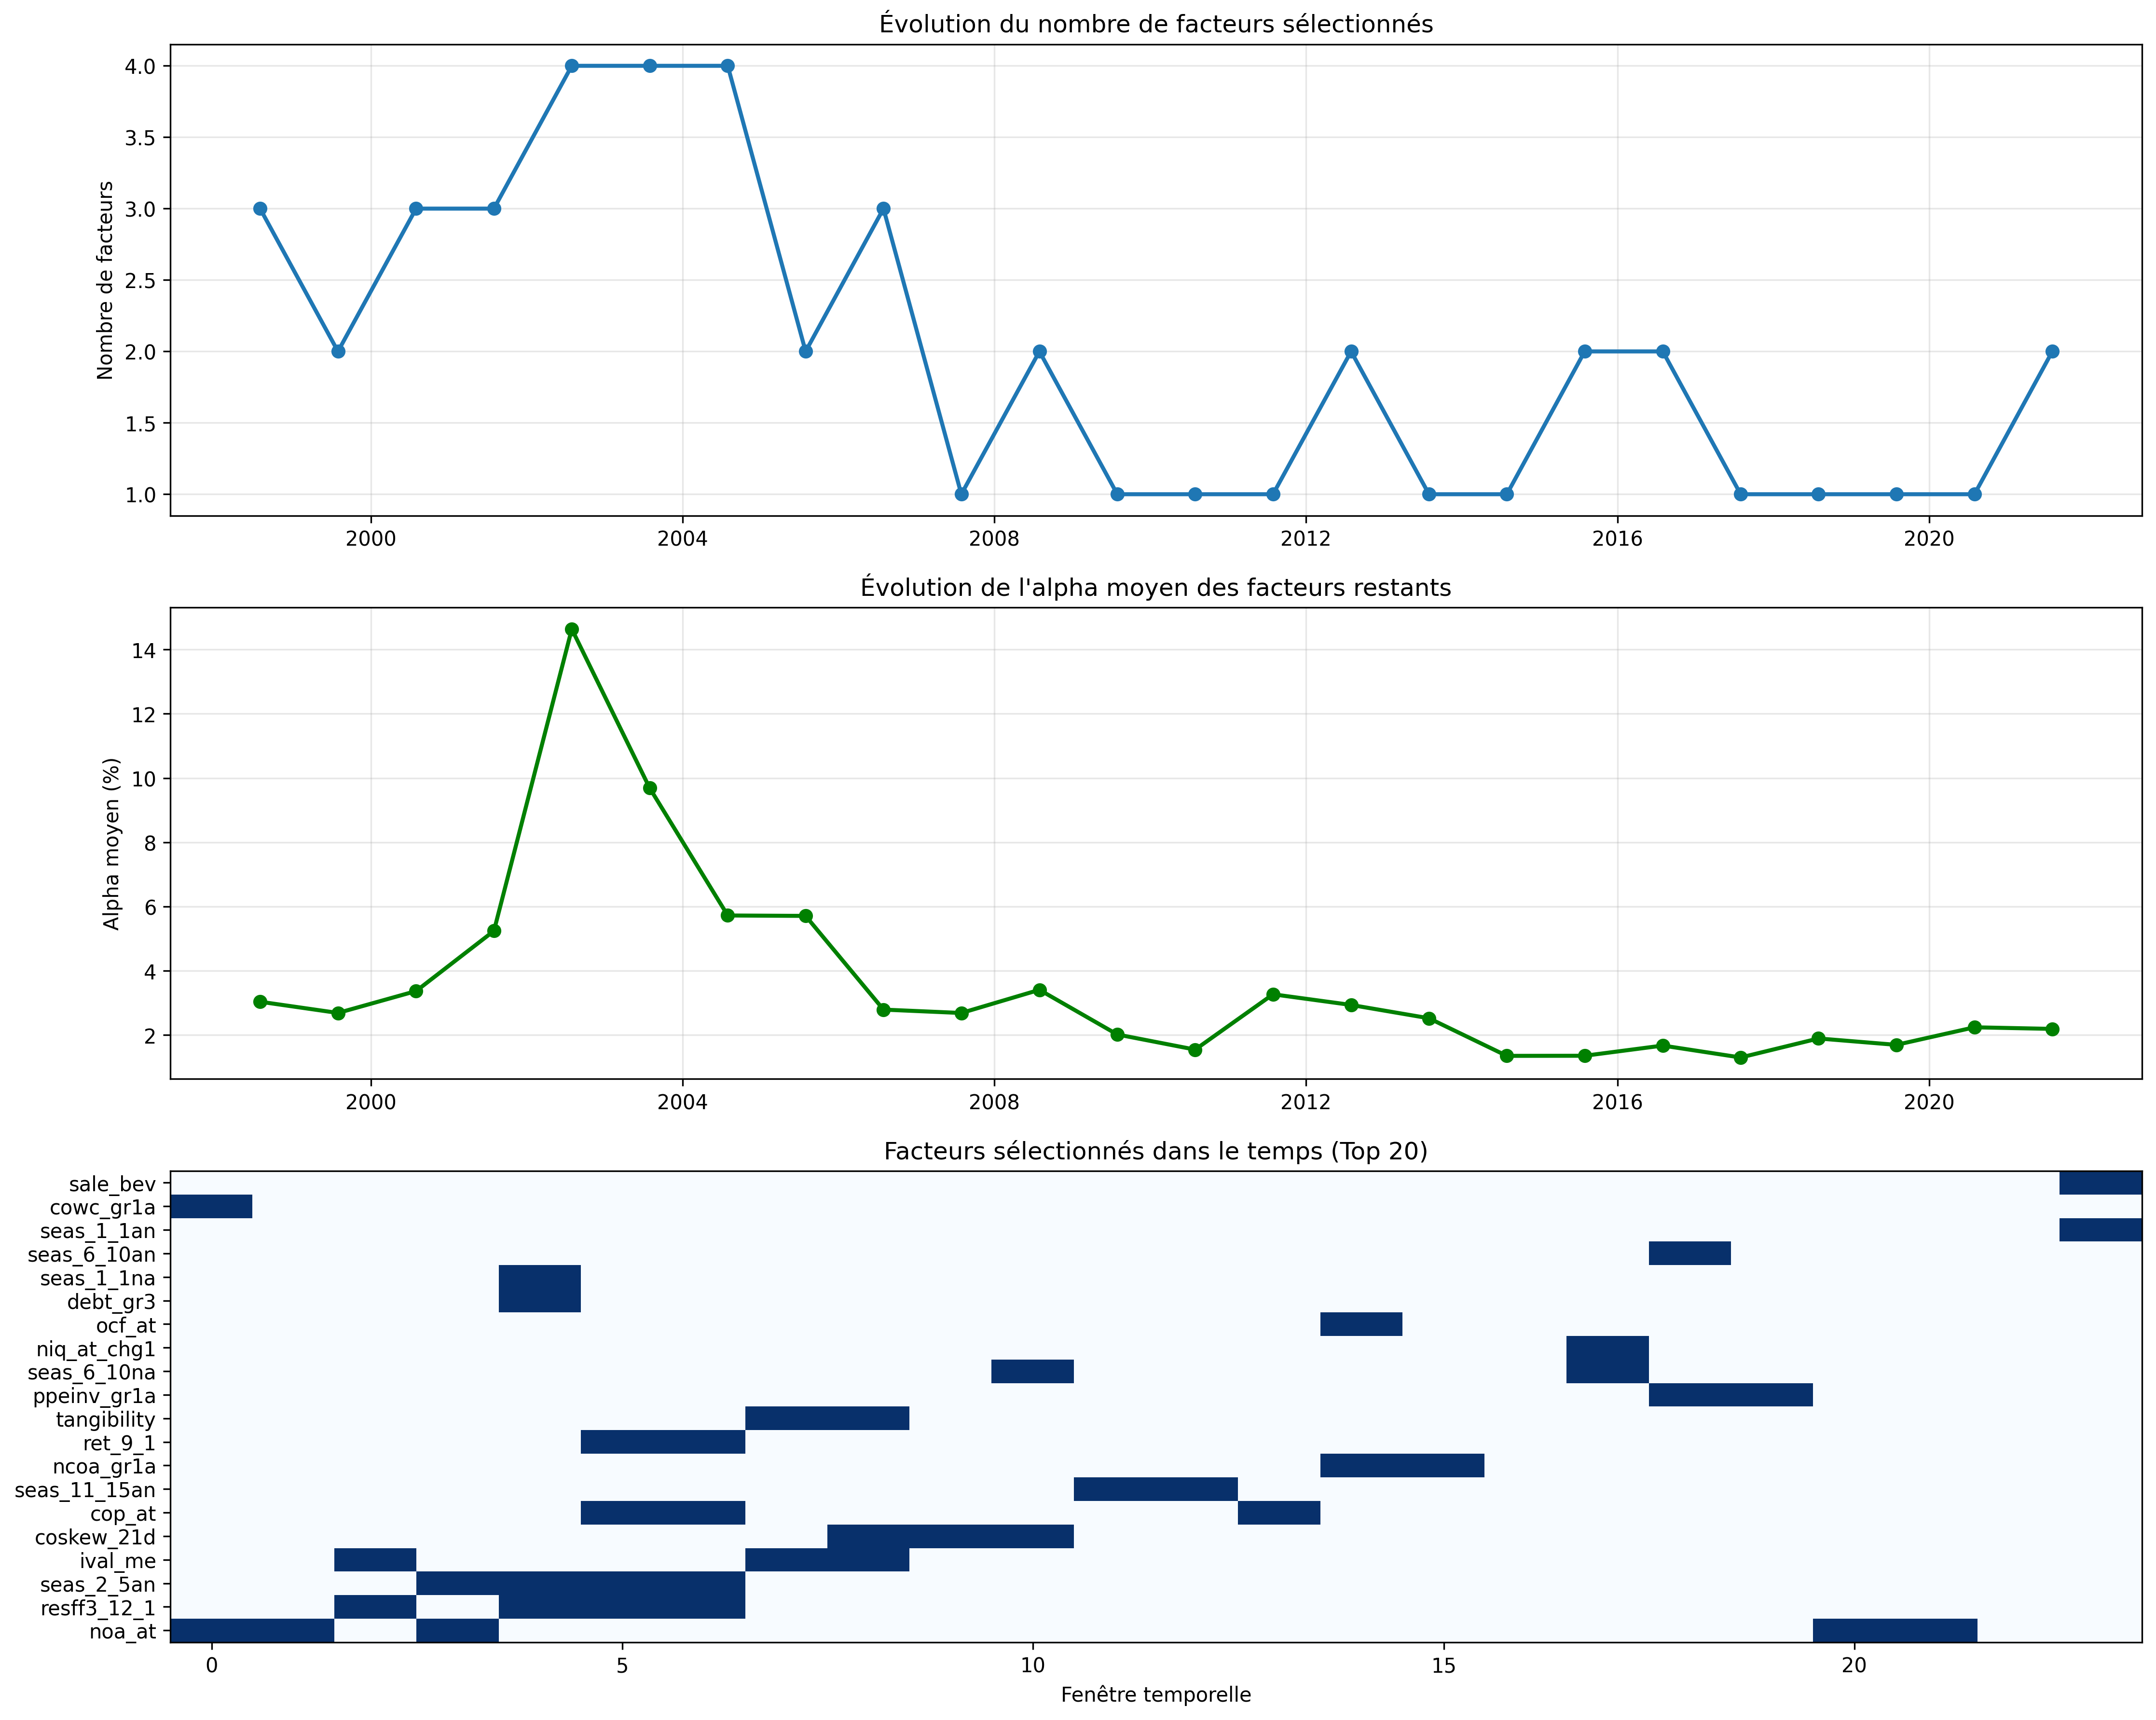 Évolution du nombre de facteurs sélectionnés
Nombre de facteurs
4.0
3.5
3.0
2.5
2.0
1.5
1.0
2000 2004 2008 2012 2016 2020
Évolution de l'alpha moyen des facteurs restants
Alpha moyen (%)
14
12
10
8
6
4
2
2000 2004 2008 2012 2016 2020
Facteurs sélectionnés dans le temps (Top 20)
sale_bev
cowc_gr1a
seas_1_1an
seas_6_10an
seas_1_1na
debt_gr3
ocf_at
niq_at_chg1
seas_6_10na
ppeinv_gr1a
tangibility
ret_9_1
ncoa_gr1a
seas_11_15an
cop_at
coskew_21d
ival_me
seas_2_5an
resff3_12_1
noa_at
0 5 10 15 20
Fenêtre temporelle